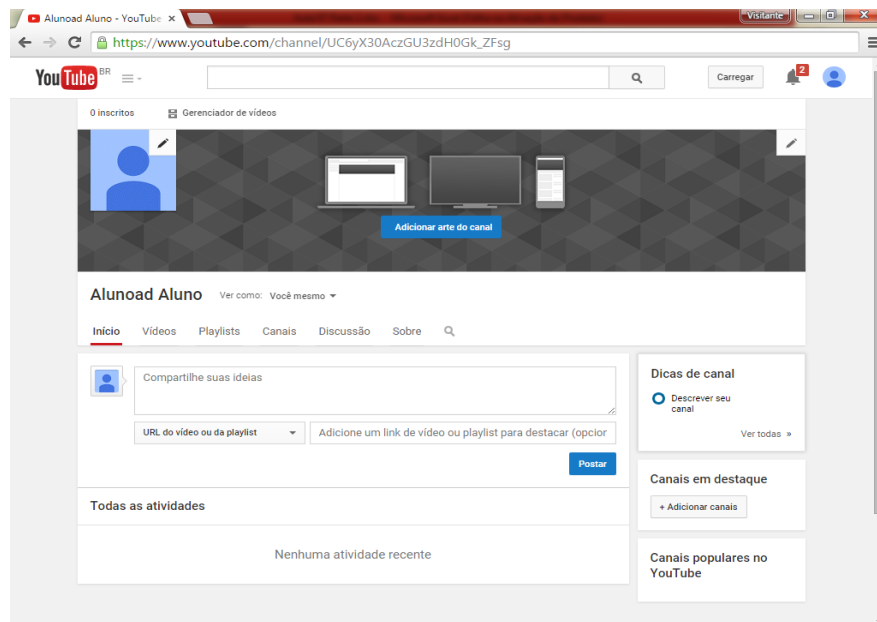 Alunoad Aluno - YouTube
Visitante
https://www.youtube.com/channel/UC6yX30AczGU3zdH0Gk_ZFsg
YouTube BR
Carregar
2
0 inscritos
Gerenciador de vídeos
Adicionar arte do canal
Alunoad Aluno
Ver como: Você mesmo
Início Vídeos Playlists Canais Discussão Sobre
Compartilhe suas ideias
URL do vídeo ou da playlist
Adicione um link de vídeo ou playlist para destacar (opcior
Postar
Todas as atividades
Nenhuma atividade recente
Dicas de canal
Descrever seu
canal
Ver todas »
Canais em destaque
+ Adicionar canais
Canais populares no
YouTube